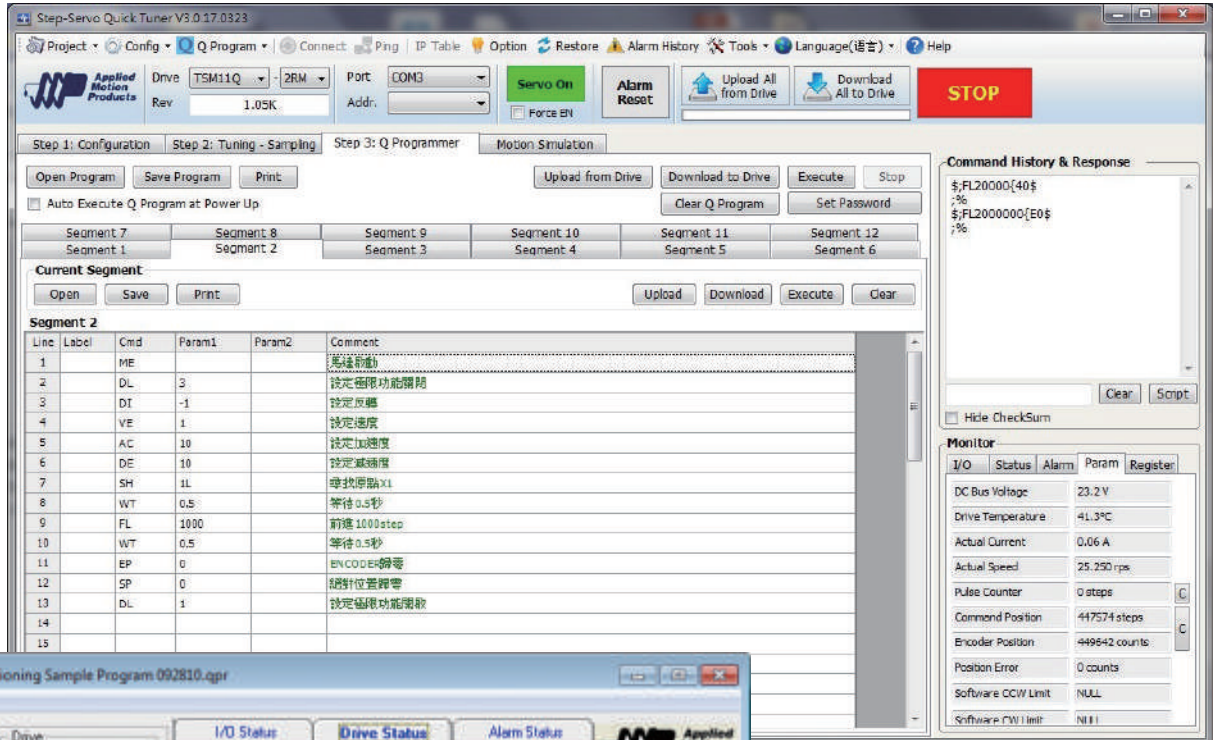 Step-Servo Quick Tuner V3.0.17.0323
Project Config Q Q Program Connect Ping IP Table Option Restore Alarm History Tools Language(语言) Help
Applied Motion Products
Drive TSM11Q - 2RM
Rev 1.05K
Port COM3
Addr.
Servo On
Force EN
Alarm Reset
Upload All from Drive
Download All to Drive
STOP
Step 1: Configuration Step 2: Tuning - Sampling Step 3: Q Programmer Motion Simulation
Open Program Save Program Print Upload from Drive Download to Drive Execute Stop
Auto Execute Q Program at Power Up Clear Q Program Set Password
Segment 7 Segment 8 Segment 9 Segment 10 Segment 11 Segment 12
Segment 1 Segment 2 Segment 3 Segment 4 Segment 5 Segment 6
Current Segment
Open Save Print Upload Download Execute Clear
Segment 2
Line Label Cmd Param1 Param2 Comment
1 ME 馬達啟動
2 DL 3 設定極限功能關閉
3 DI -1 設定反轉
4 VE 1 設定速度
5 AC 10 設定加速度
6 DE 10 設定減速度
7 SH 1L 尋找原點X1
8 WT 0.5 等待0.5秒
9 FL 1000 前進1000step
10 WT 0.5 等待0.5秒
11 EP 0 ENCODER歸零
12 SP 0 絕對位置歸零
13 DL 1 設定極限功能開啟
14
15
Command History & Response
$;FL20000{40$
;%
$;FL2000000{E0$
;%
Clear Script
Hide CheckSum
Monitor
I/O Status Alarm Param Register
DC Bus Voltage 23.2 V
Drive Temperature 41.3°C
Actual Current 0.06 A
Actual Speed 25.250 rps
Pulse Counter 0 steps C
Command Position 447574 steps C
Encoder Position 449642 counts
Position Error 0 counts
Software CCW Limit NULL
Software CW Limit NULL
ioning Sample Program 092810.qpr
Drive I/O Status Drive Status Alarm Status Applied